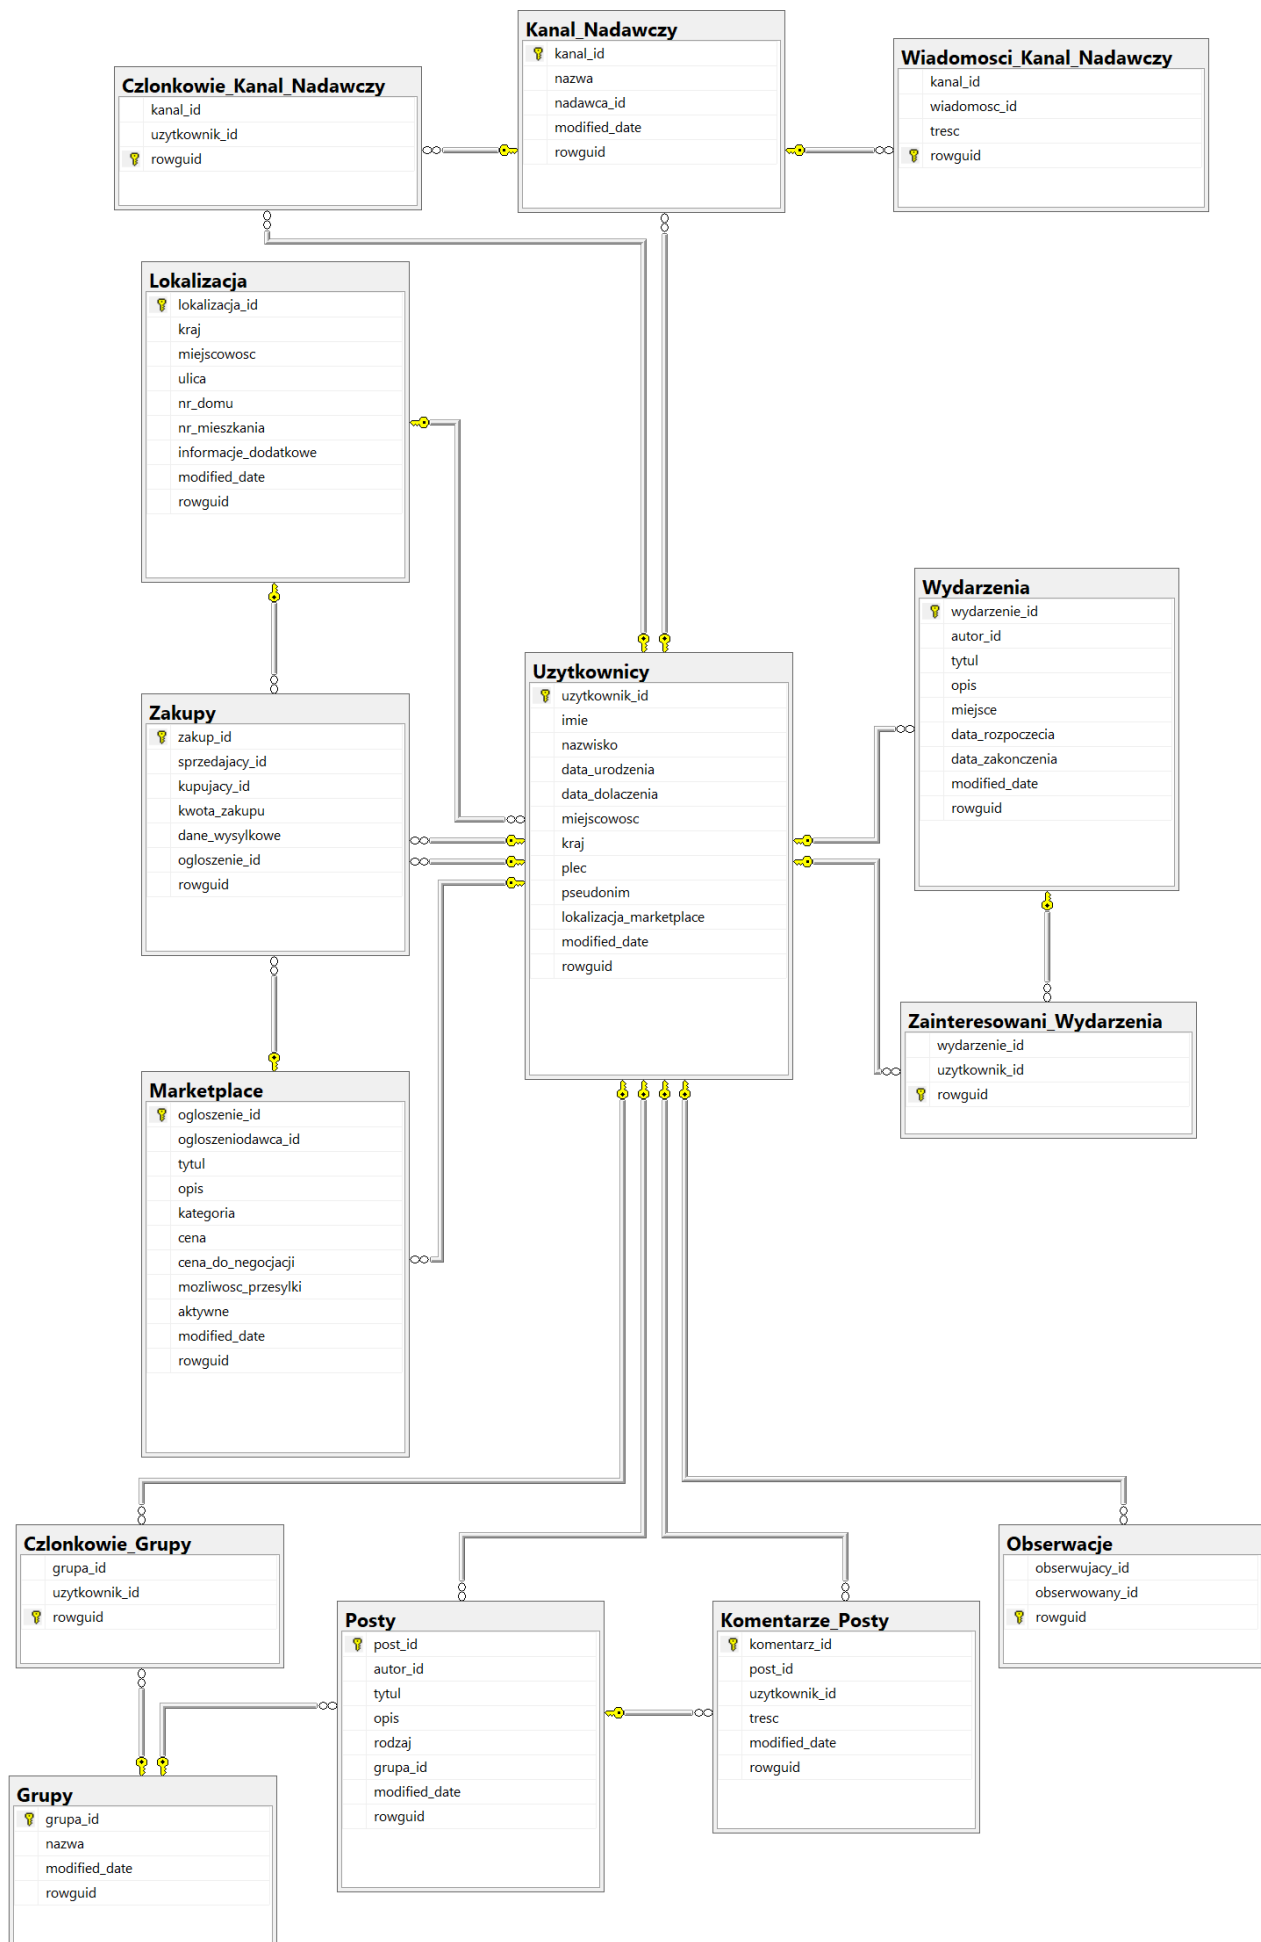 Kanal_Nadawczy
kanal_id
nazwa
nadawca_id
modified_date
rowguid
Wiadomosci_Kanal_Nadawczy
kanal_id
wiadomosc_id
tresc
rowguid
Czlonkowie_Kanal_Nadawczy
kanal_id
uzytkownik_id
rowguid
Lokalizacja
lokalizacja_id
kraj
miejscowosc
ulica
nr_domu
nr_mieszkania
informacje_dodatkowe
modified_date
rowguid
Wydarzenia
wydarzenie_id
autor_id
tytul
opis
miejsce
data_rozpoczecia
data_zakonczenia
modified_date
rowguid
Uzytkownicy
uzytkownik_id
imie
nazwisko
data_urodzenia
data_dolaczenia
miejscowosc
kraj
plec
pseudonim
lokalizacja_marketplace
modified_date
rowguid
Zakupy
zakup_id
sprzedajacy_id
kupujacy_id
kwota_zakupu
dane_wysylkowe
ogloszenie_id
rowguid
Zainteresowani_Wydarzenia
wydarzenie_id
uzytkownik_id
rowguid
Marketplace
ogloszenie_id
ogloszeniodawca_id
tytul
opis
kategoria
cena
cena_do_negocjacji
mozliwosc_przesylki
aktywne
modified_date
rowguid
Czlonkowie_Grupy
grupa_id
uzytkownik_id
rowguid
Obserwacje
obserwujacy_id
obserwowany_id
rowguid
Posty
post_id
autor_id
tytul
opis
rodzaj
grupa_id
modified_date
rowguid
Komentarze_Posty
komentarz_id
post_id
uzytkownik_id
tresc
modified_date
rowguid
Grupy
grupa_id
nazwa
modified_date
rowguid